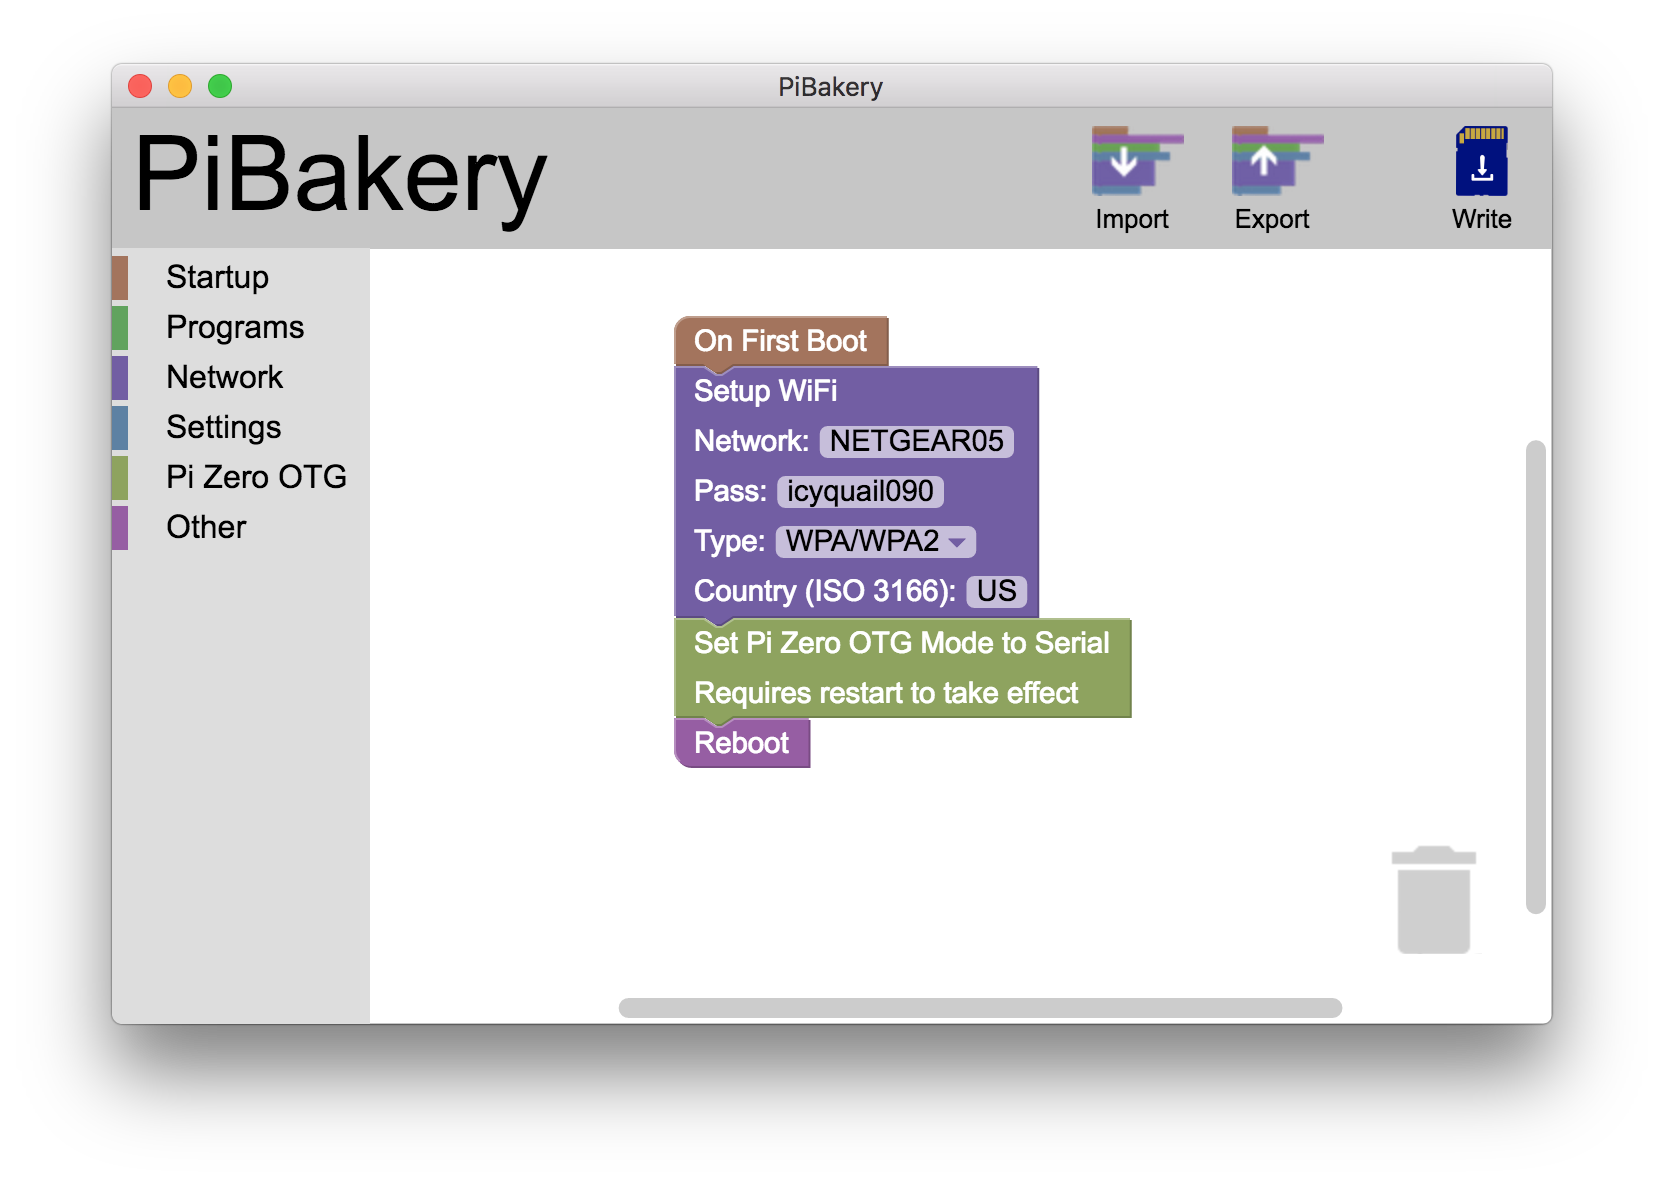 PiBakery
PiBakery
Import
Export
Write
Startup
Programs
Network
Settings
Pi Zero OTG
Other
On First Boot
Setup WiFi
Network: NETGEAR05
Pass: icyquail090
Type: WPA/WPA2
Country (ISO 3166): US
Set Pi Zero OTG Mode to Serial
Requires restart to take effect
Reboot